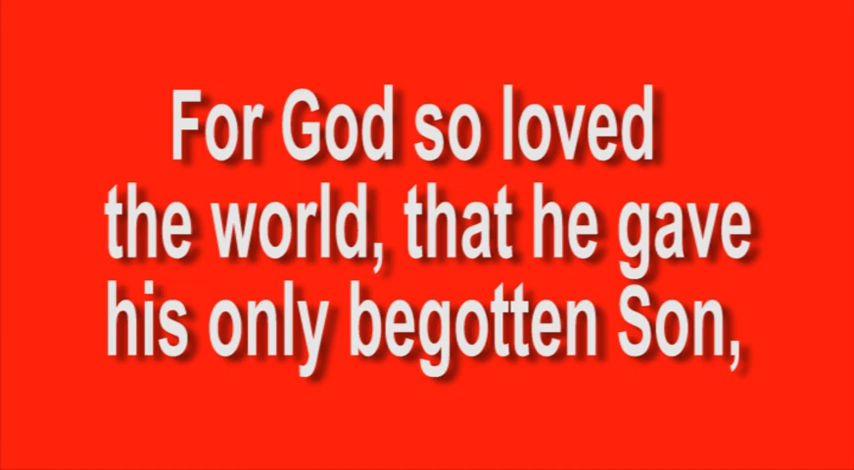 For God so loved
the world, that he gave
his only begotten Son,